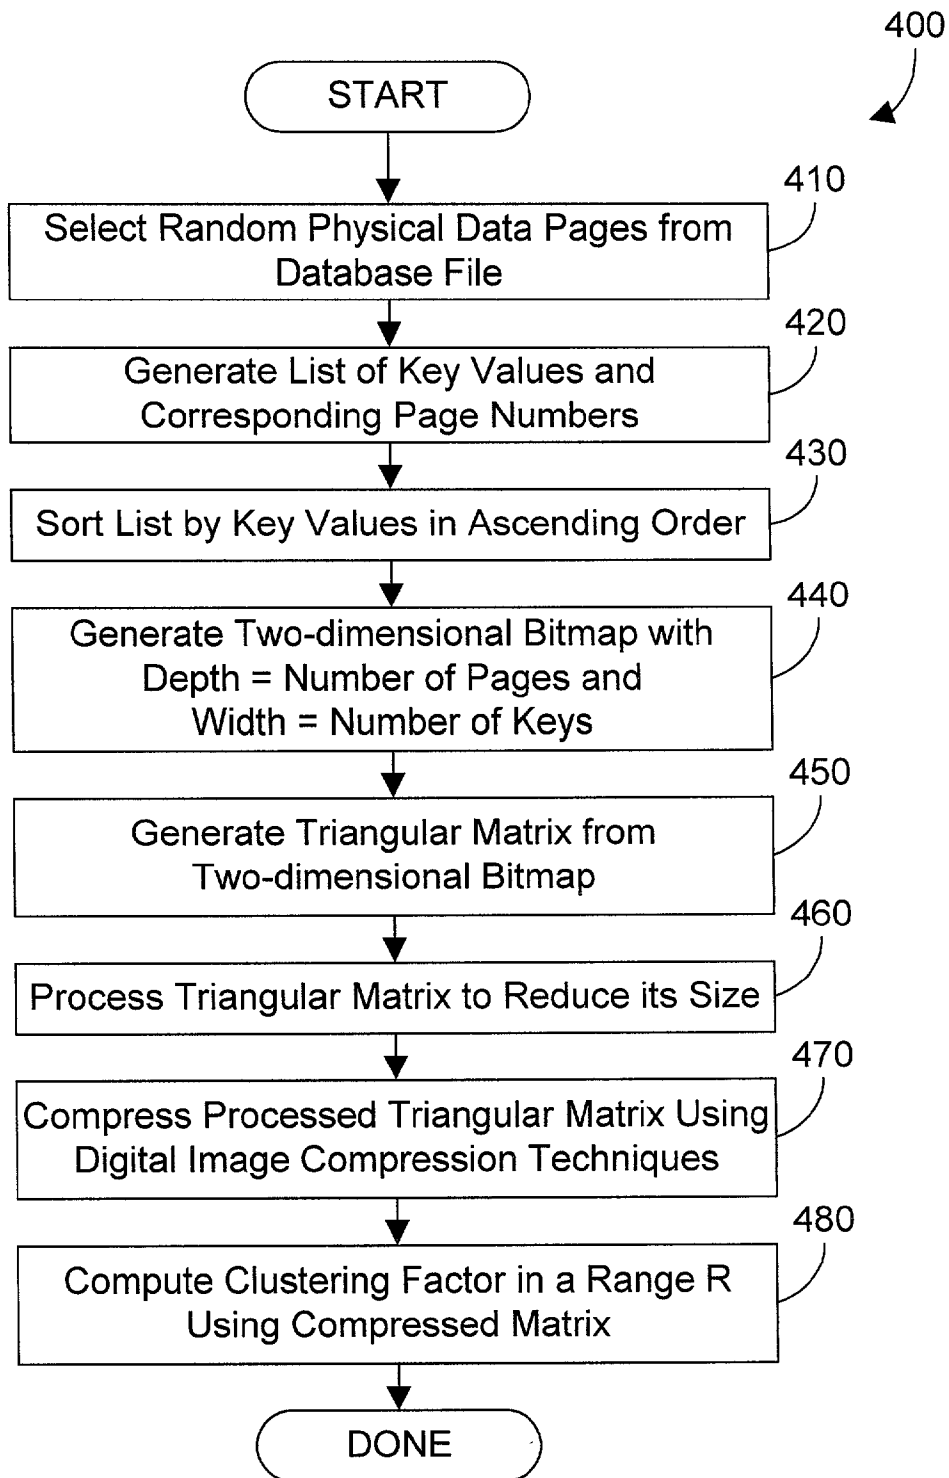 400
START
410
Select Random Physical Data Pages from
Database File
420
Generate List of Key Values and
Corresponding Page Numbers
430
Sort List by Key Values in Ascending Order
440
Generate Two-dimensional Bitmap with
Depth = Number of Pages and
Width = Number of Keys
450
Generate Triangular Matrix from
Two-dimensional Bitmap
460
Process Triangular Matrix to Reduce its Size
470
Compress Processed Triangular Matrix Using
Digital Image Compression Techniques
480
Compute Clustering Factor in a Range R
Using Compressed Matrix
DONE